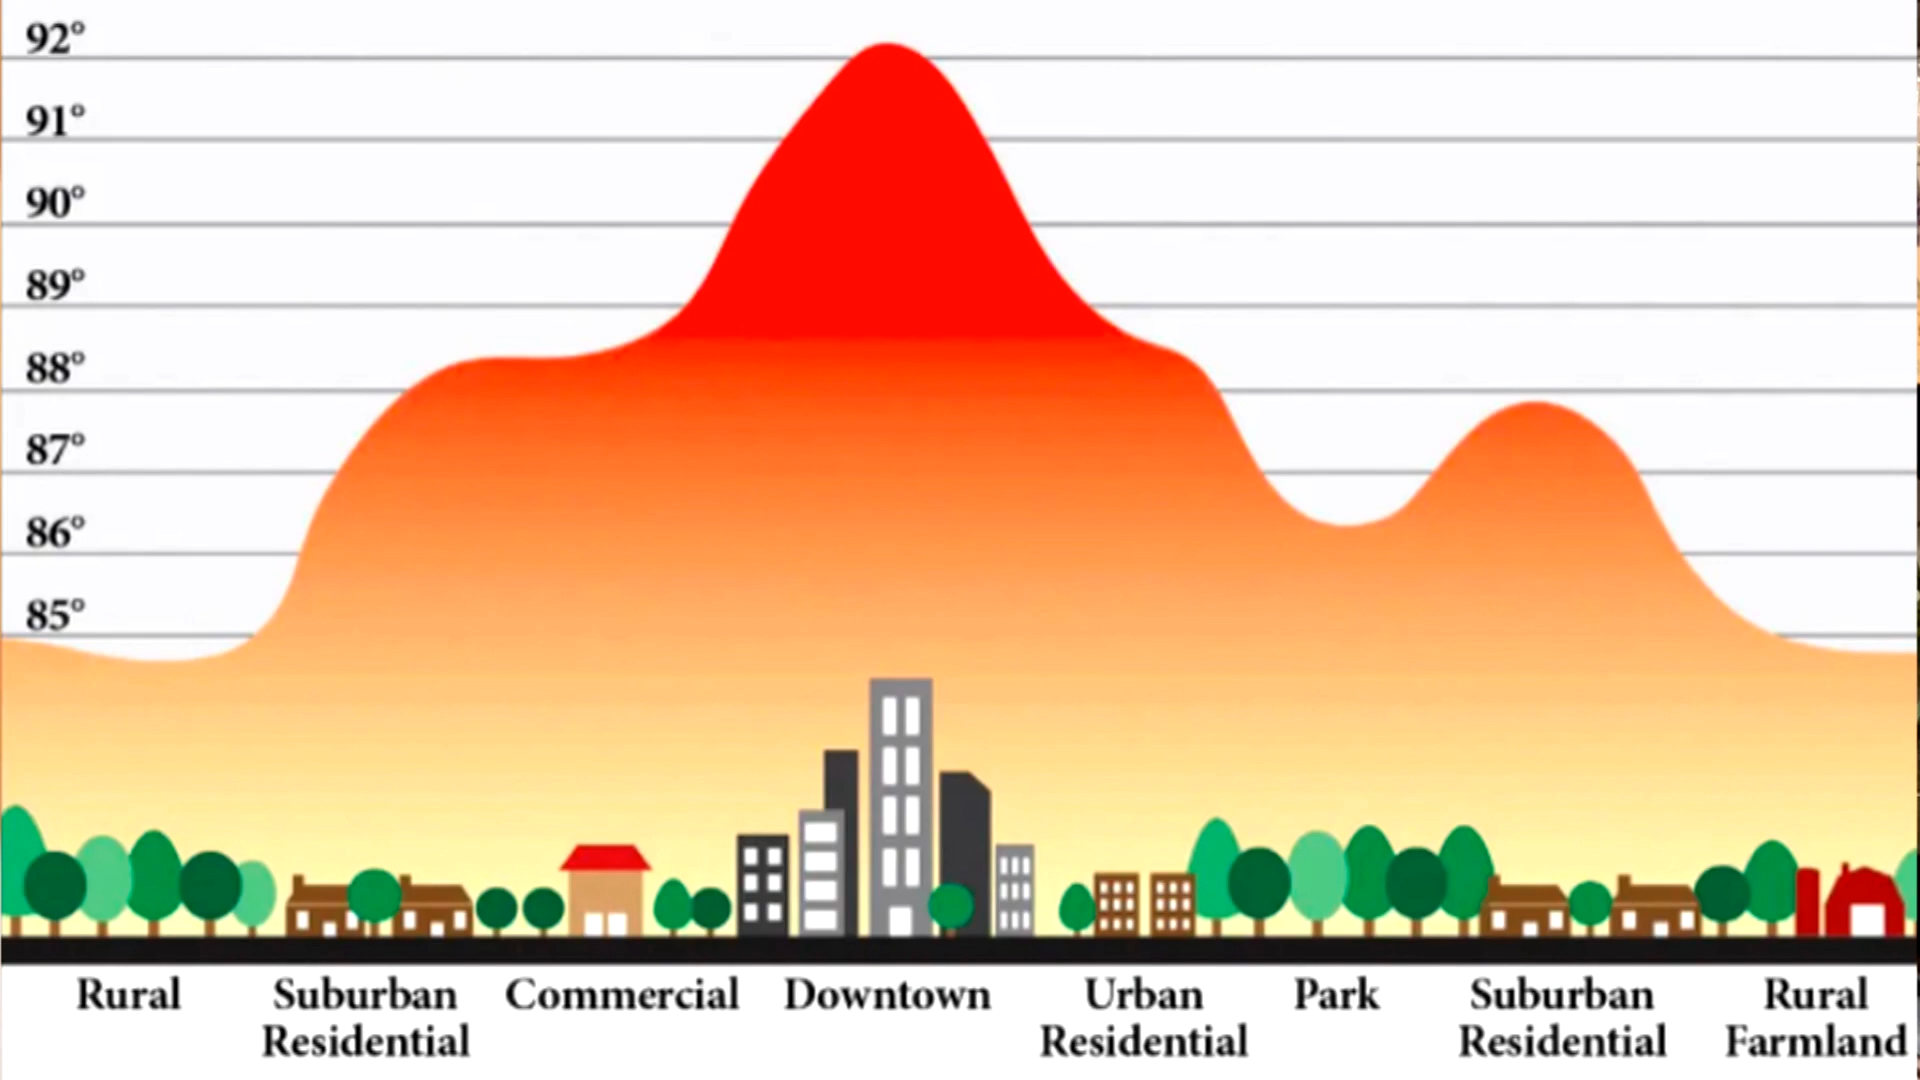 92°
91°
90°
89°
88°
87°
86°
85°
Rural
Suburban
Residential
Commercial
Downtown
Urban
Residential
Park
Suburban
Residential
Rural
Farmland